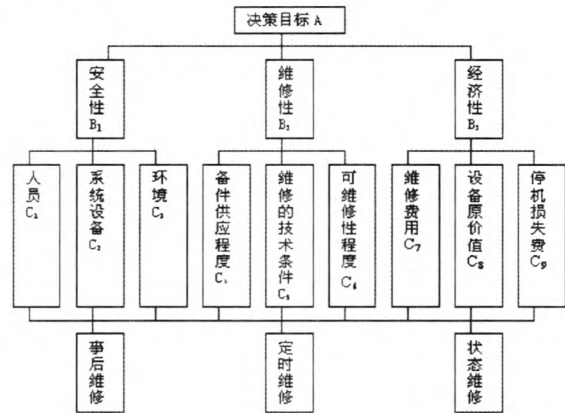 决策目标 A
安全性 B₁
维修性 B₂
经济性 B₃
人员 C₁
系统设备 C₂
环境 C₃
备件供应程度 C₄
维修的技术条件 C₅
可维修性程度 C₆
维修费用 C₇
设备原价值 C₈
停机损失费 C₉
事后维修
定时维修
状态维修